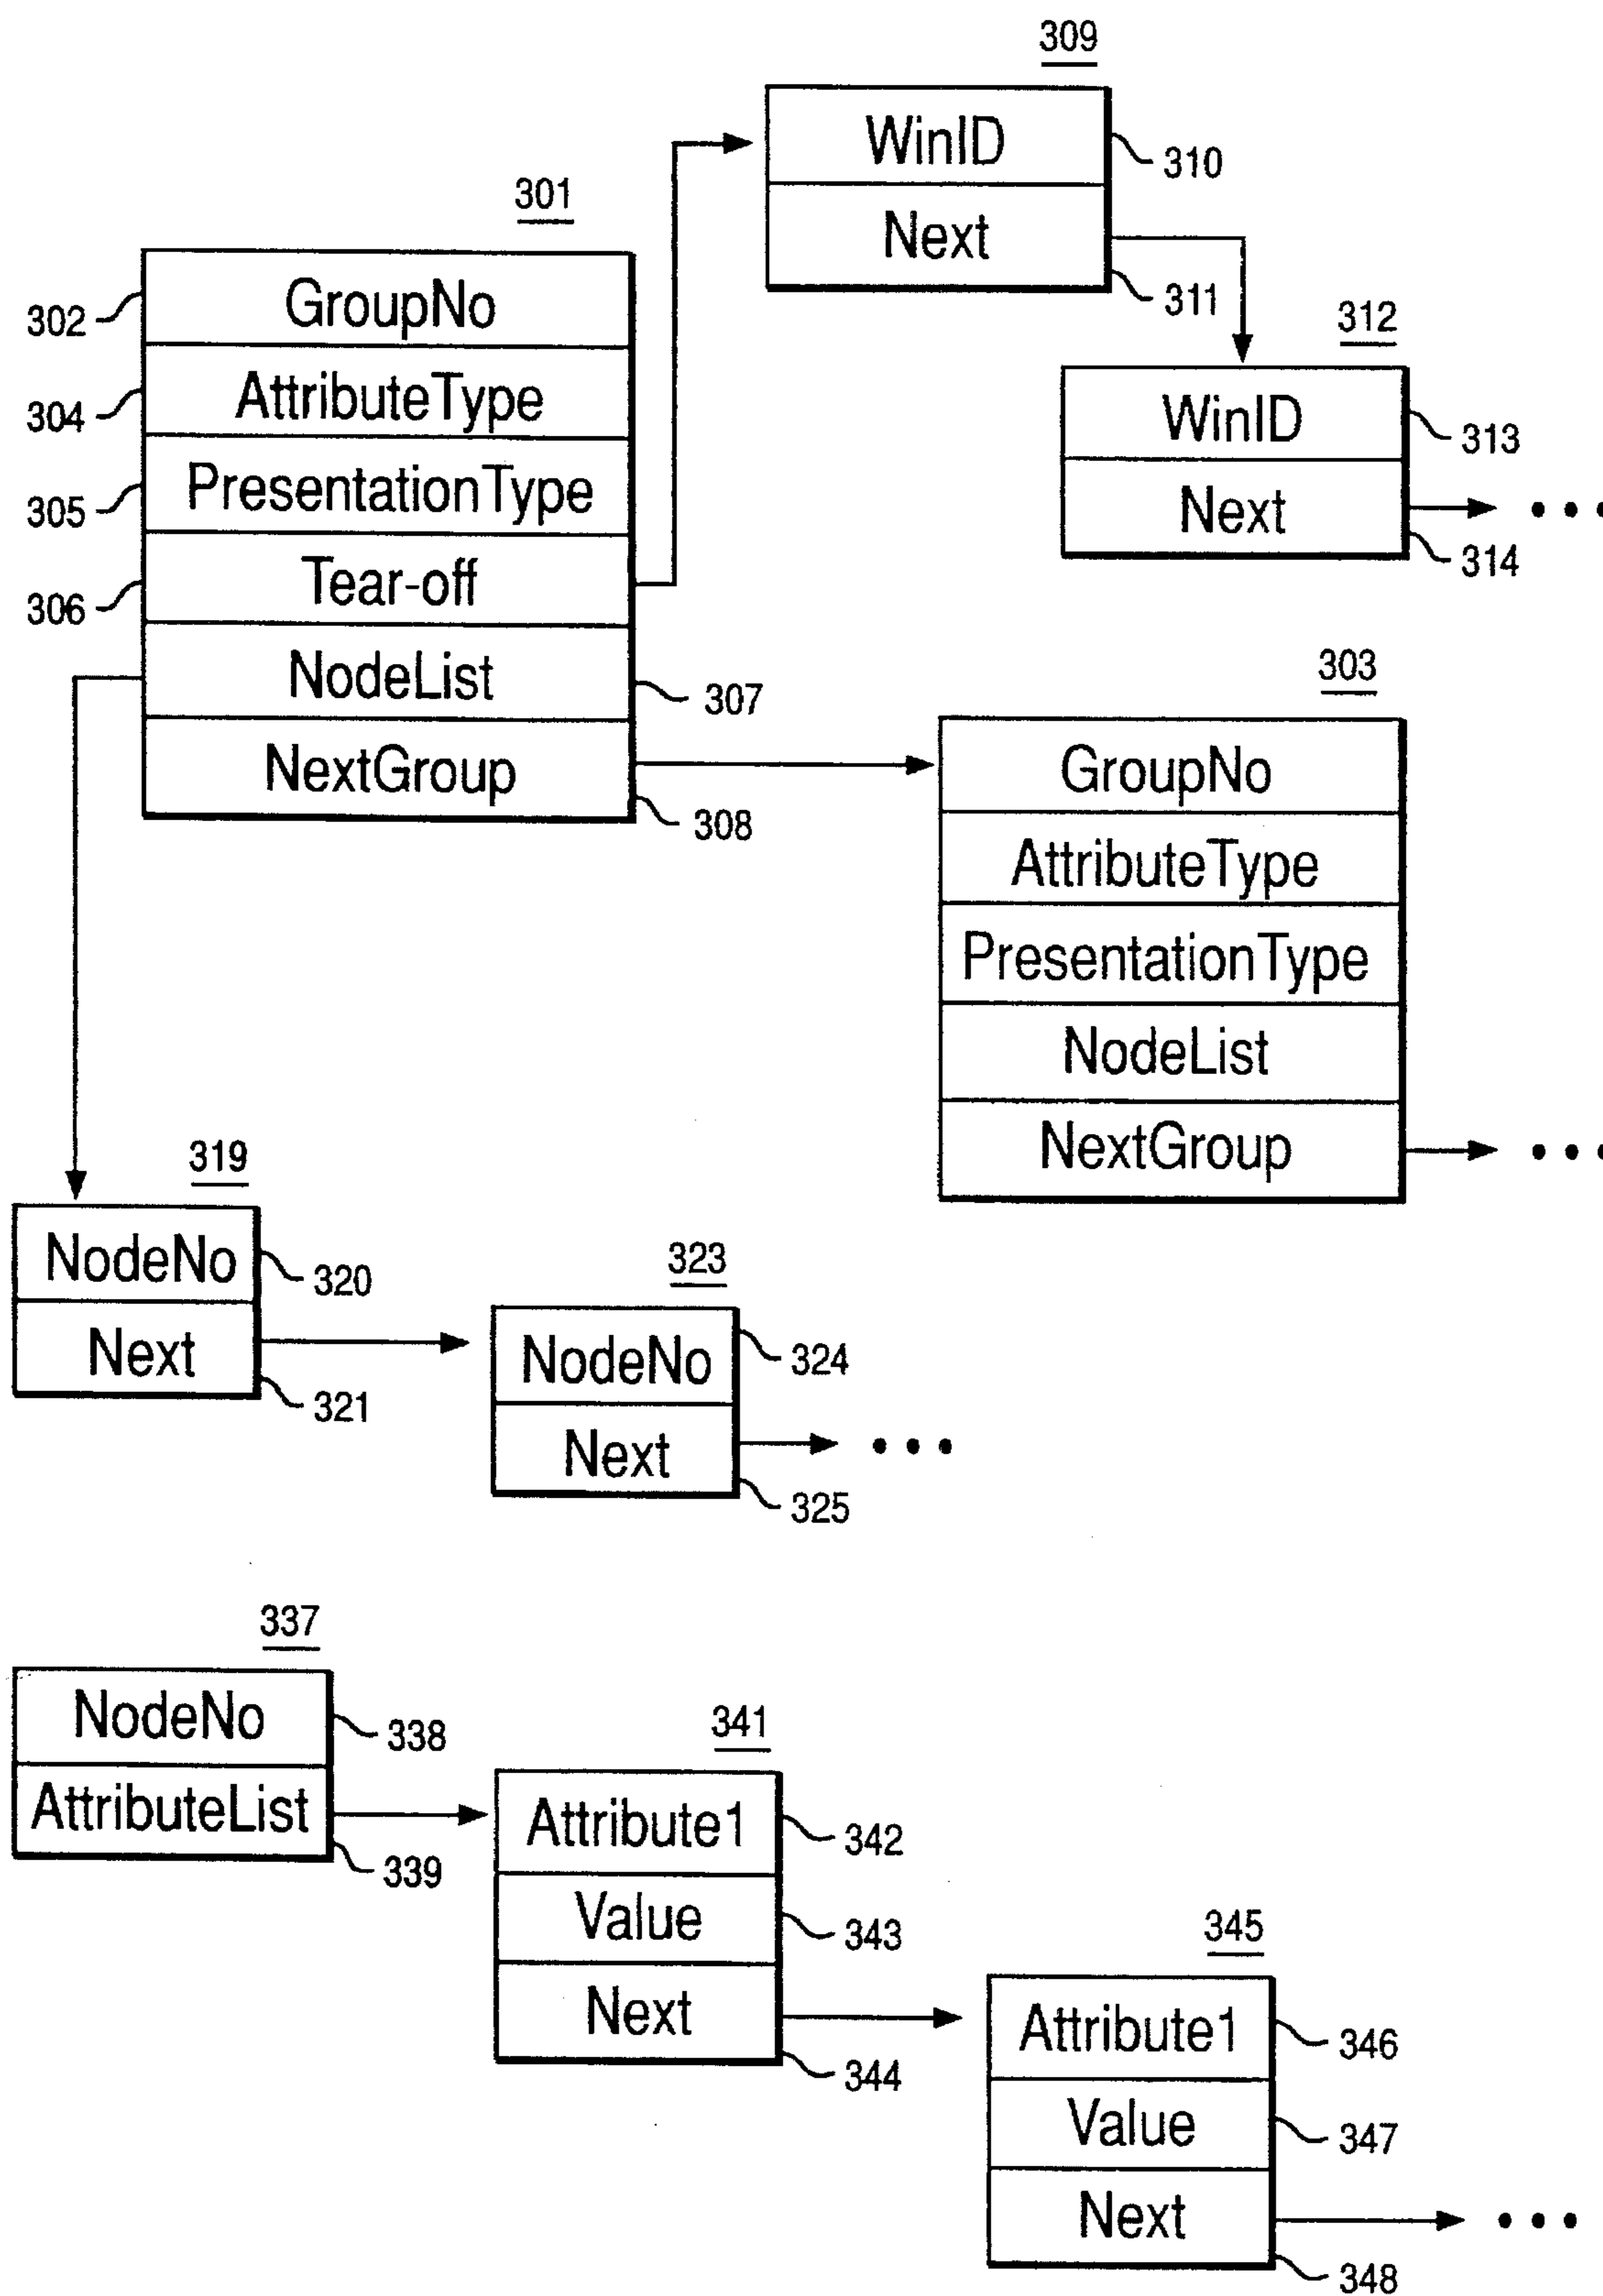 309
WinID
310
Next
311
301
GroupNo
302
AttributeType
304
PresentationType
305
Tear-off
306
NodeList
307
NextGroup
308
312
WinID
313
Next
314
...
303
GroupNo
AttributeType
PresentationType
NodeList
NextGroup
...
319
NodeNo
320
Next
321
323
NodeNo
324
Next
325
...
337
NodeNo
338
AttributeList
339
341
Attribute1
342
Value
343
Next
344
345
Attribute1
346
Value
347
Next
348
...